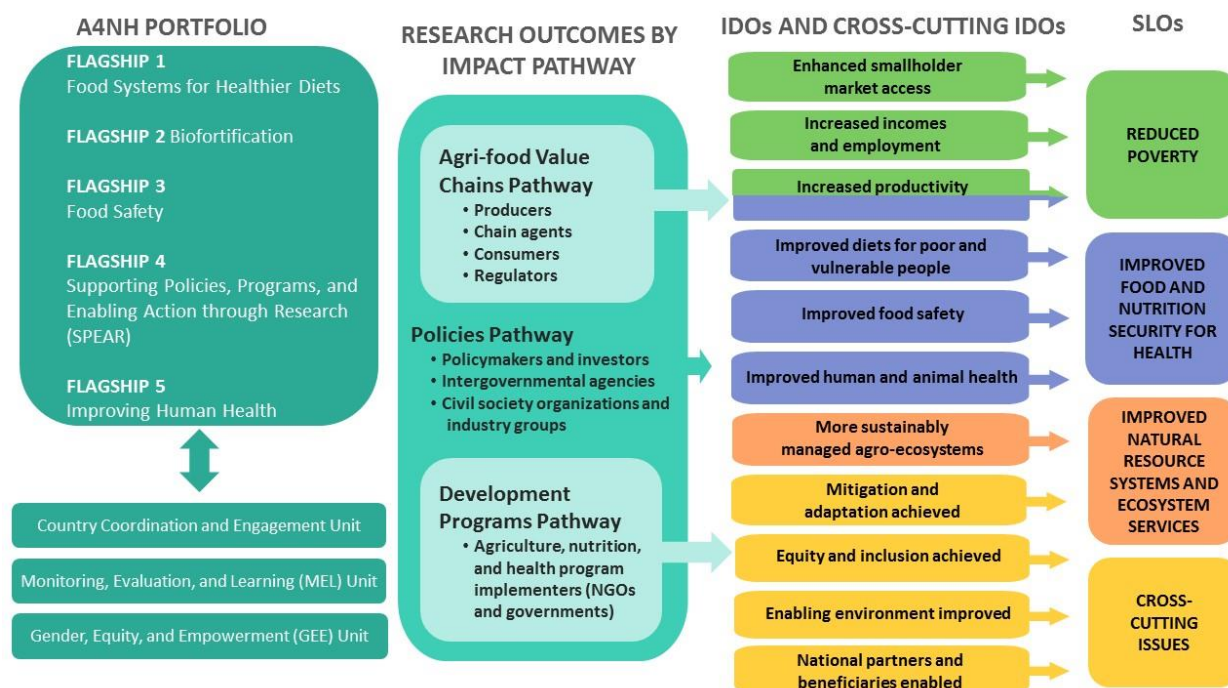 A4NH PORTFOLIO
FLAGSHIP 1
Food Systems for Healthier Diets
FLAGSHIP 2 Biofortification
FLAGSHIP 3
Food Safety
FLAGSHIP 4
Supporting Policies, Programs, and
Enabling Action through Research
(SPEAR)
FLAGSHIP 5
Improving Human Health
Country Coordination and Engagement Unit
Monitoring, Evaluation, and Learning (MEL) Unit
Gender, Equity, and Empowerment (GEE) Unit
RESEARCH OUTCOMES BY
IMPACT PATHWAY
Agri-food Value
Chains Pathway
• Producers
• Chain agents
• Consumers
• Regulators
Policies Pathway
• Policymakers and investors
• Intergovernmental agencies
• Civil society organizations and
industry groups
Development
Programs Pathway
• Agriculture, nutrition,
and health program
implementers (NGOs
and governments)
IDOs AND CROSS-CUTTING IDOs
Enhanced smallholder
market access
Increased incomes
and employment
Increased productivity
Improved diets for poor and
vulnerable people
Improved food safety
Improved human and animal health
More sustainably
managed agro-ecosystems
Mitigation and
adaptation achieved
Equity and inclusion achieved
Enabling environment improved
National partners and
beneficiaries enabled
SLOs
REDUCED
POVERTY
IMPROVED
FOOD AND
NUTRITION
SECURITY FOR
HEALTH
IMPROVED
NATURAL
RESOURCE
SYSTEMS AND
ECOSYSTEM
SERVICES
CROSS-
CUTTING
ISSUES